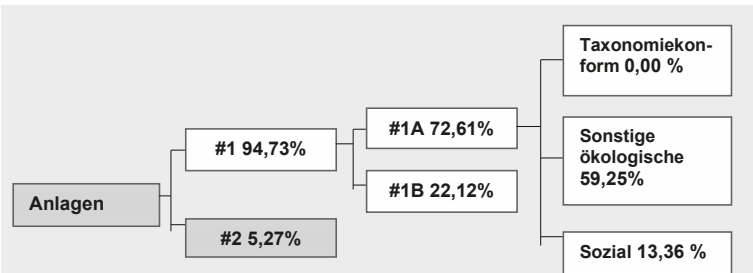 Anlagen
#1 94,73%
#2 5,27%
#1A 72,61%
#1B 22,12%
Taxonomiekon-
form 0,00 %
Sonstige
ökologische
59,25%
Sozial 13,36 %